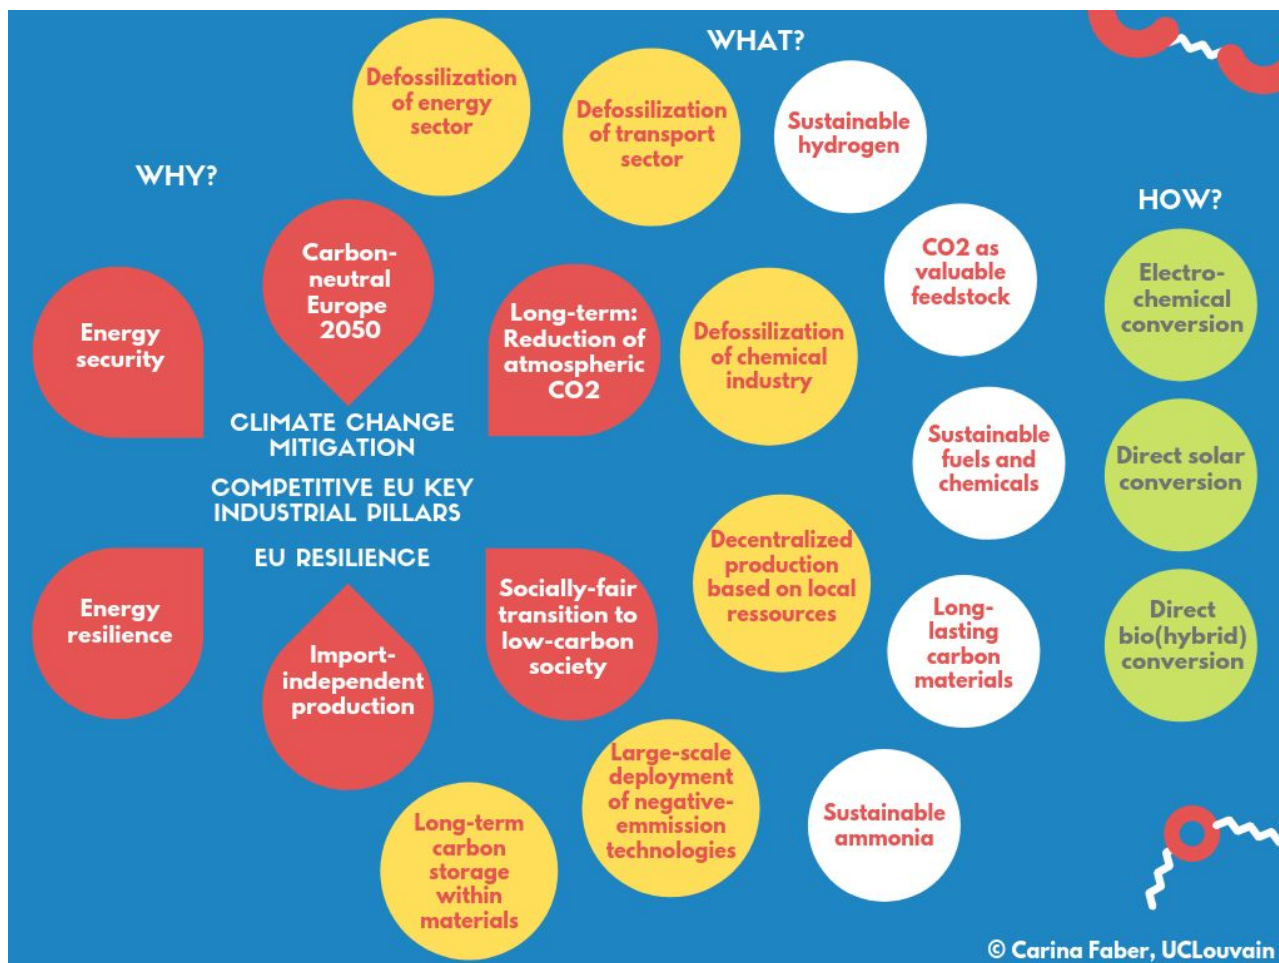 WHAT?
Defossilization
of energy
sector
Defossilization
of transport
sector
Sustainable
hydrogen
WHY?
HOW?
Carbon-
neutral
Europe
2050
Energy
security
Long-term:
Reduction of
atmospheric
CO2
Defossilization
of chemical
industry
CO2 as
valuable
feedstock
Electro-
chemical
conversion
CLIMATE CHANGE
MITIGATION
COMPETITIVE EU KEY
INDUSTRIAL PILLARS
EU RESILIENCE
Sustainable
fuels and
chemicals
Direct solar
conversion
Energy
resilience
Import-
independent
production
Socially-fair
transition to
low-carbon
society
Decentralized
production
based on local
ressources
Long-
lasting
carbon
materials
Direct
bio(hybrid)
conversion
Long-term
carbon
storage
within
materials
Large-scale
deployment
of negative-
emmission
technologies
Sustainable
ammonia
© Carina Faber, UCLouvain